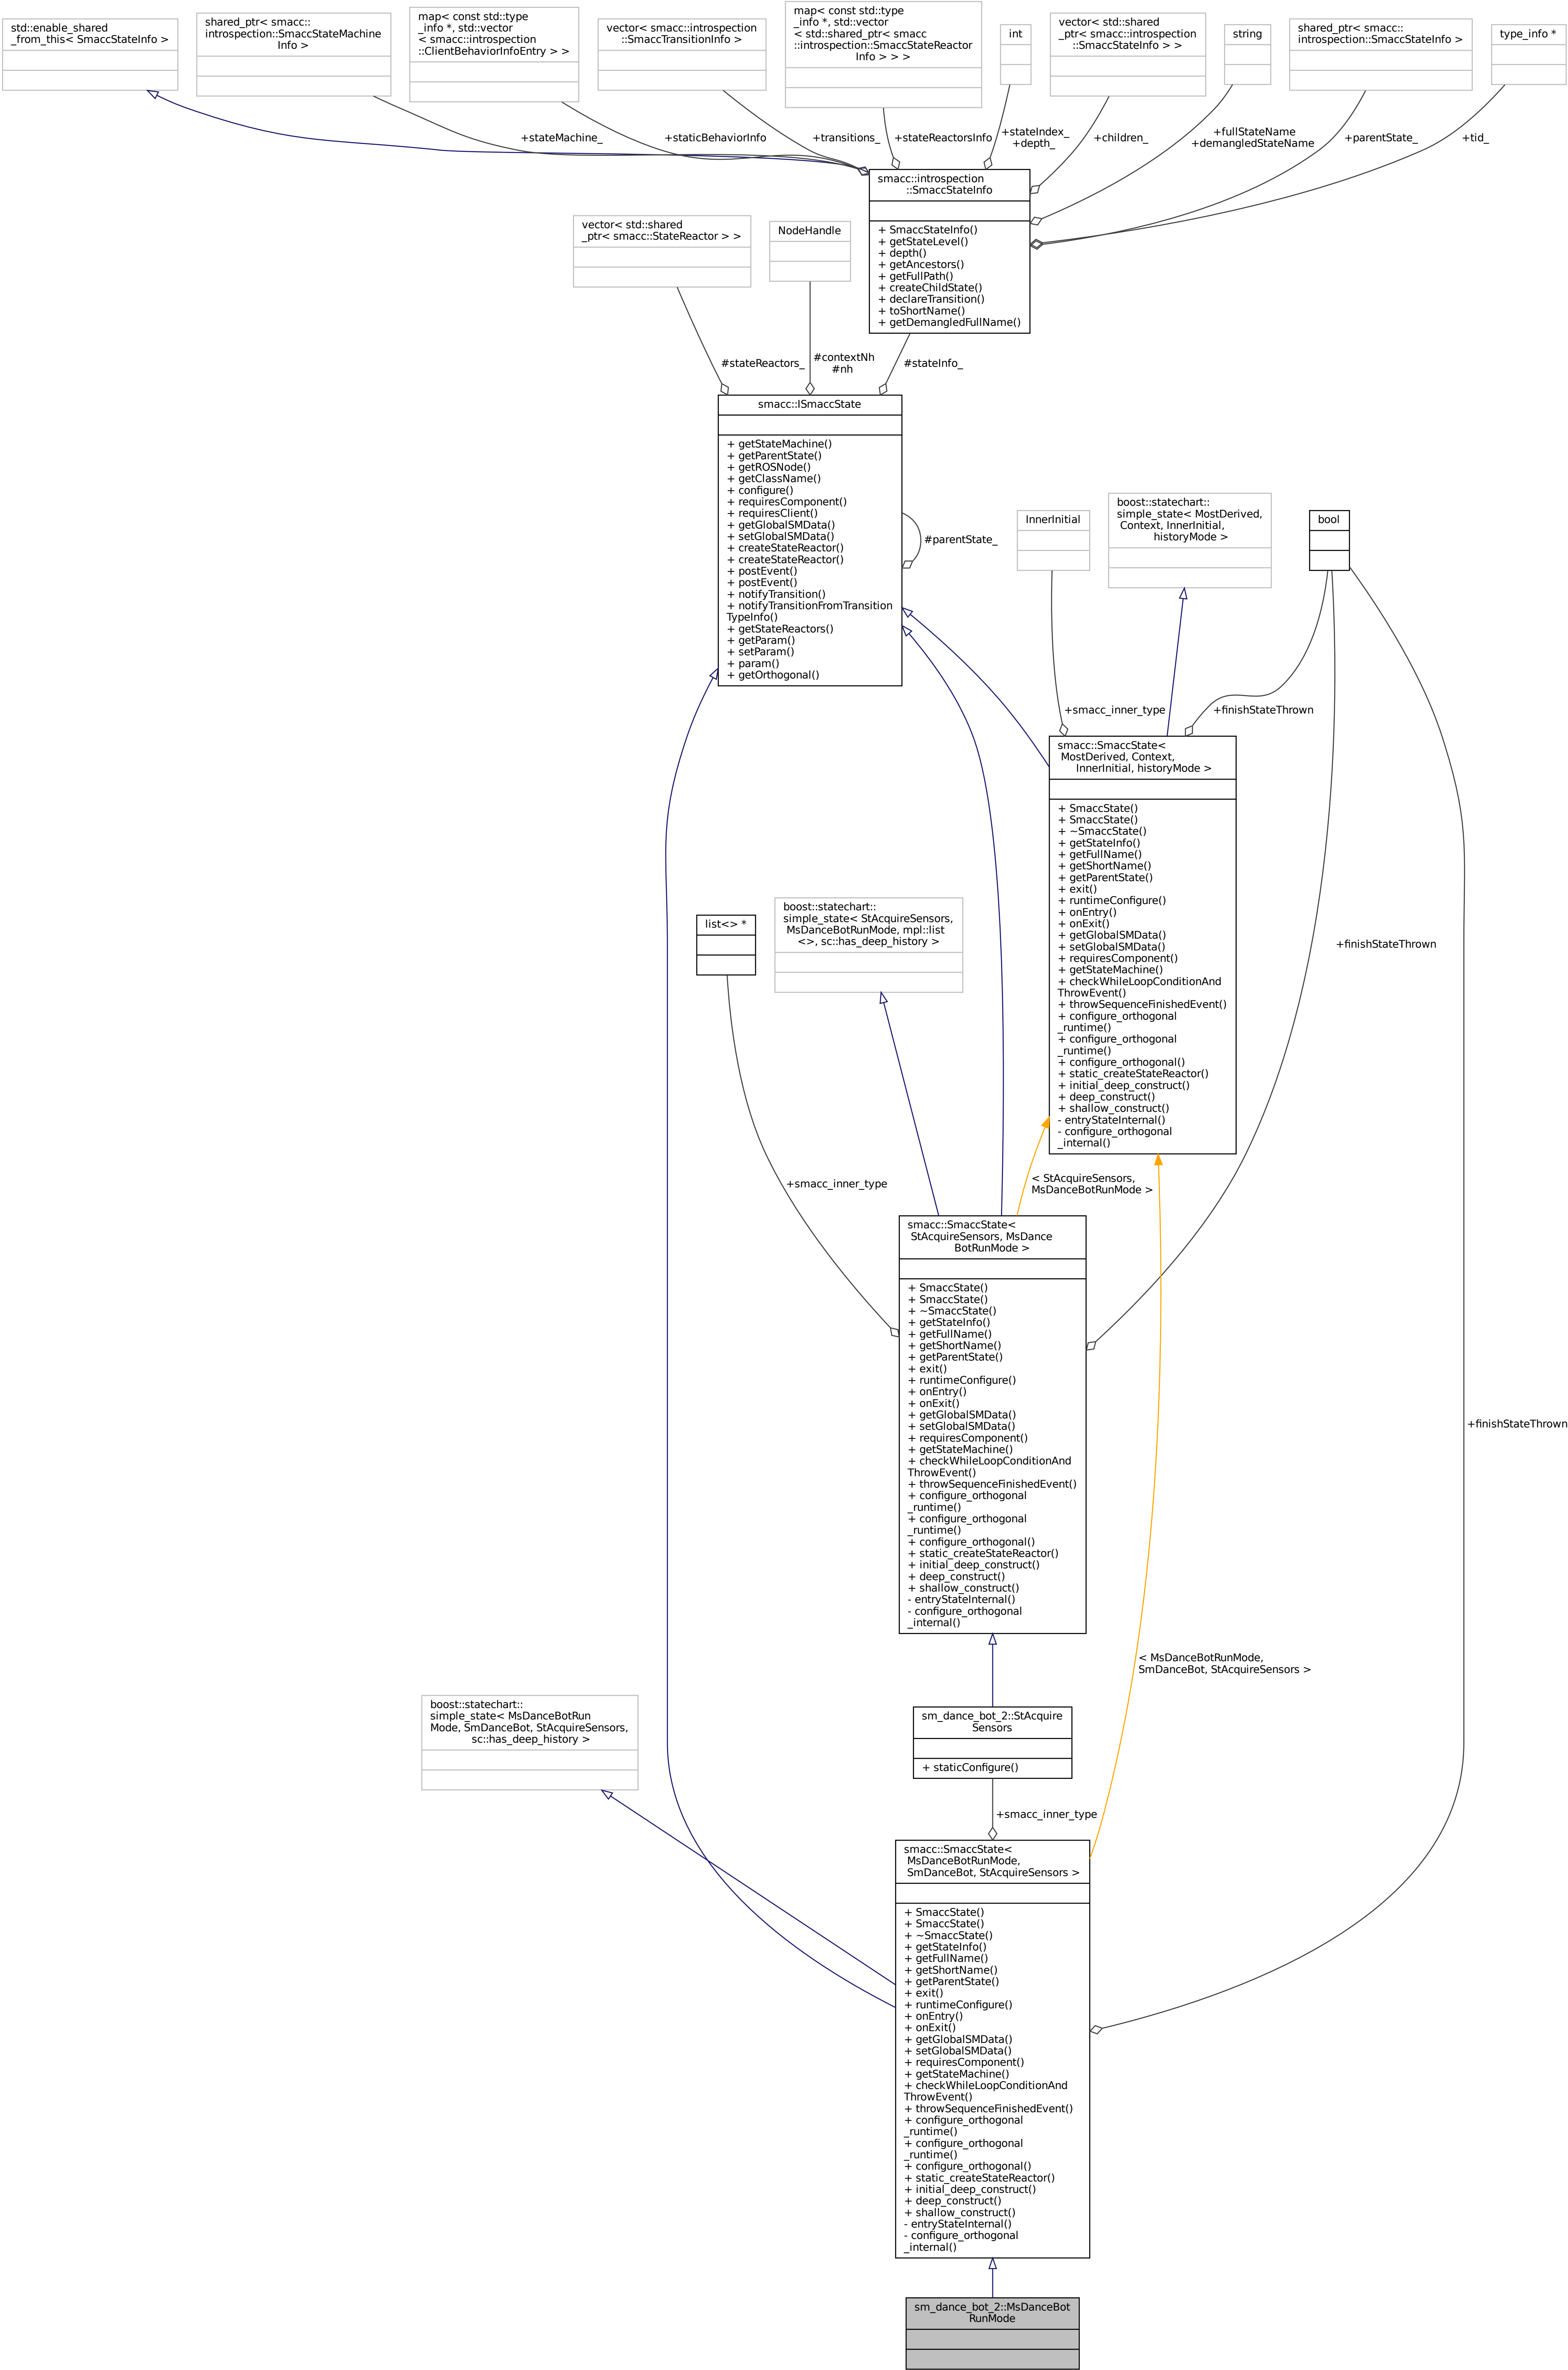 std::enable_shared
_from_this< SmaccStateInfo >
shared_ptr< smacc::
introspection::SmaccStateMachine
Info >
map< const std::type
_info *, std::vector
< smacc::introspection
::ClientBehaviorInfoEntry > >
vector< smacc::introspection
::SmaccTransitionInfo >
map< const std::type
_info *, std::vector
< std::shared_ptr< smacc
::introspection::SmaccStateReactor
Info > > >
int
vector< std::shared
_ptr< smacc::introspection
::SmaccStateInfo > >
string
shared_ptr< smacc::
introspection::SmaccStateInfo >
type_info *
+stateMachine_
+staticBehaviorInfo
+transitions_
+stateReactorsInfo
+stateIndex_
+depth_
+children_
+fullStateName
+demangledStateName
+parentState_
+tid_
smacc::introspection
::SmaccStateInfo
+ SmaccStateInfo()
+ getStateLevel()
+ depth()
+ getAncestors()
+ getFullPath()
+ createChildState()
+ declareTransition()
+ toShortName()
+ getDemangledFullName()
vector< std::shared
_ptr< smacc::StateReactor > >
NodeHandle
#stateReactors_
#contextNh
#nh
#stateInfo_
smacc::ISmaccState
+ getStateMachine()
+ getParentState()
+ getROSNode()
+ getClassName()
+ configure()
+ requiresComponent()
+ requiresClient()
+ getGlobalSMData()
+ setGlobalSMData()
+ createStateReactor()
+ createStateReactor()
+ postEvent()
+ postEvent()
+ notifyTransition()
+ notifyTransitionFromTransition
TypeInfo()
+ getStateReactors()
+ getParam()
+ setParam()
+ param()
+ getOrthogonal()
#parentState_
InnerInitial
boost::statechart::
simple_state< MostDerived,
Context, InnerInitial,
historyMode >
bool
+smacc_inner_type
+finishStateThrown
smacc::SmaccState<
MostDerived, Context,
InnerInitial, historyMode >
+ SmaccState()
+ SmaccState()
+ ~SmaccState()
+ getStateInfo()
+ getFullName()
+ getShortName()
+ getParentState()
+ exit()
+ runtimeConfigure()
+ onEntry()
+ onExit()
+ getGlobalSMData()
+ setGlobalSMData()
+ requiresComponent()
+ getStateMachine()
+ checkWhileLoopConditionAnd
ThrowEvent()
+ throwSequenceFinishedEvent()
+ configure_orthogonal
_runtime()
+ configure_orthogonal
_runtime()
+ configure_orthogonal()
+ static_createStateReactor()
+ initial_deep_construct()
+ deep_construct()
+ shallow_construct()
- entryStateInternal()
- configure_orthogonal
_internal()
list<> *
boost::statechart::
simple_state< StAcquireSensors,
MsDanceBotRunMode, mpl::list
<>, sc::has_deep_history >
+finishStateThrown
+smacc_inner_type
< StAcquireSensors,
MsDanceBotRunMode >
smacc::SmaccState<
StAcquireSensors, MsDance
BotRunMode >
+ SmaccState()
+ SmaccState()
+ ~SmaccState()
+ getStateInfo()
+ getFullName()
+ getShortName()
+ getParentState()
+ exit()
+ runtimeConfigure()
+ onEntry()
+ onExit()
+ getGlobalSMData()
+ setGlobalSMData()
+ requiresComponent()
+ getStateMachine()
+ checkWhileLoopConditionAnd
ThrowEvent()
+ throwSequenceFinishedEvent()
+ configure_orthogonal
_runtime()
+ configure_orthogonal
_runtime()
+ configure_orthogonal()
+ static_createStateReactor()
+ initial_deep_construct()
+ deep_construct()
+ shallow_construct()
- entryStateInternal()
- configure_orthogonal
_internal()
+finishStateThrown
< MsDanceBotRunMode,
SmDanceBot, StAcquireSensors >
boost::statechart::
simple_state< MsDanceBotRun
Mode, SmDanceBot, StAcquireSensors,
sc::has_deep_history >
sm_dance_bot_2::StAcquire
Sensors
+ staticConfigure()
+smacc_inner_type
smacc::SmaccState<
MsDanceBotRunMode,
SmDanceBot, StAcquireSensors >
+ SmaccState()
+ SmaccState()
+ ~SmaccState()
+ getStateInfo()
+ getFullName()
+ getShortName()
+ getParentState()
+ exit()
+ runtimeConfigure()
+ onEntry()
+ onExit()
+ getGlobalSMData()
+ setGlobalSMData()
+ requiresComponent()
+ getStateMachine()
+ checkWhileLoopConditionAnd
ThrowEvent()
+ throwSequenceFinishedEvent()
+ configure_orthogonal
_runtime()
+ configure_orthogonal
_runtime()
+ configure_orthogonal()
+ static_createStateReactor()
+ initial_deep_construct()
+ deep_construct()
+ shallow_construct()
- entryStateInternal()
- configure_orthogonal
_internal()
sm_dance_bot_2::MsDanceBot
RunMode